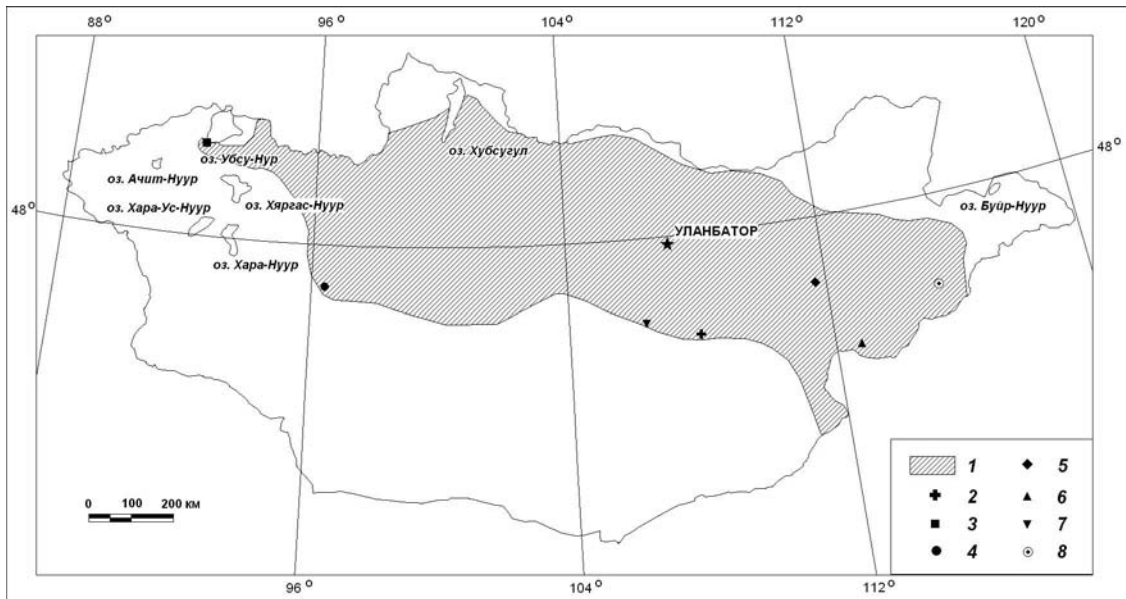 88° 96° 104° 112° 120°
48°
оз. Хубсугул
оз. Убсу-Нур
оз. Ачит-Нуур
оз. Хяргас-Нуур
оз. Буйр-Нуур
48° оз. Хара-Ус-Нуур
УЛАНБАТОР
оз. Хара-Нуур
1 5
2 6
0 100 200 км
3 7
4 8
96° 104° 112°